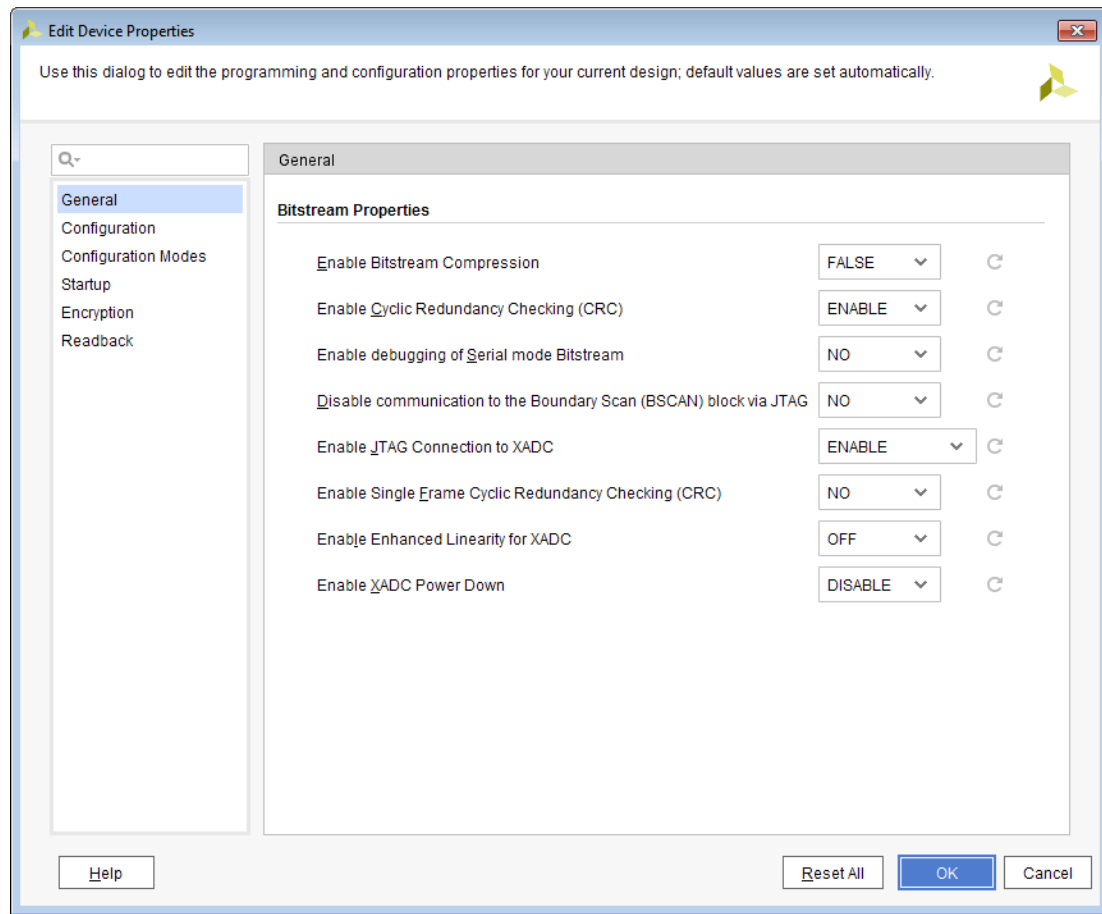 Edit Device Properties
Use this dialog to edit the programming and configuration properties for your current design; default values are set automatically.
General
Configuration
Configuration Modes
Startup
Encryption
Readback
General
Bitstream Properties
Enable Bitstream Compression FALSE
Enable Cyclic Redundancy Checking (CRC) ENABLE
Enable debugging of Serial mode Bitstream NO
Disable communication to the Boundary Scan (BSCAN) block via JTAG NO
Enable JTAG Connection to XADC ENABLE
Enable Single Frame Cyclic Redundancy Checking (CRC) NO
Enable Enhanced Linearity for XADC OFF
Enable XADC Power Down DISABLE
Help Reset All OK Cancel